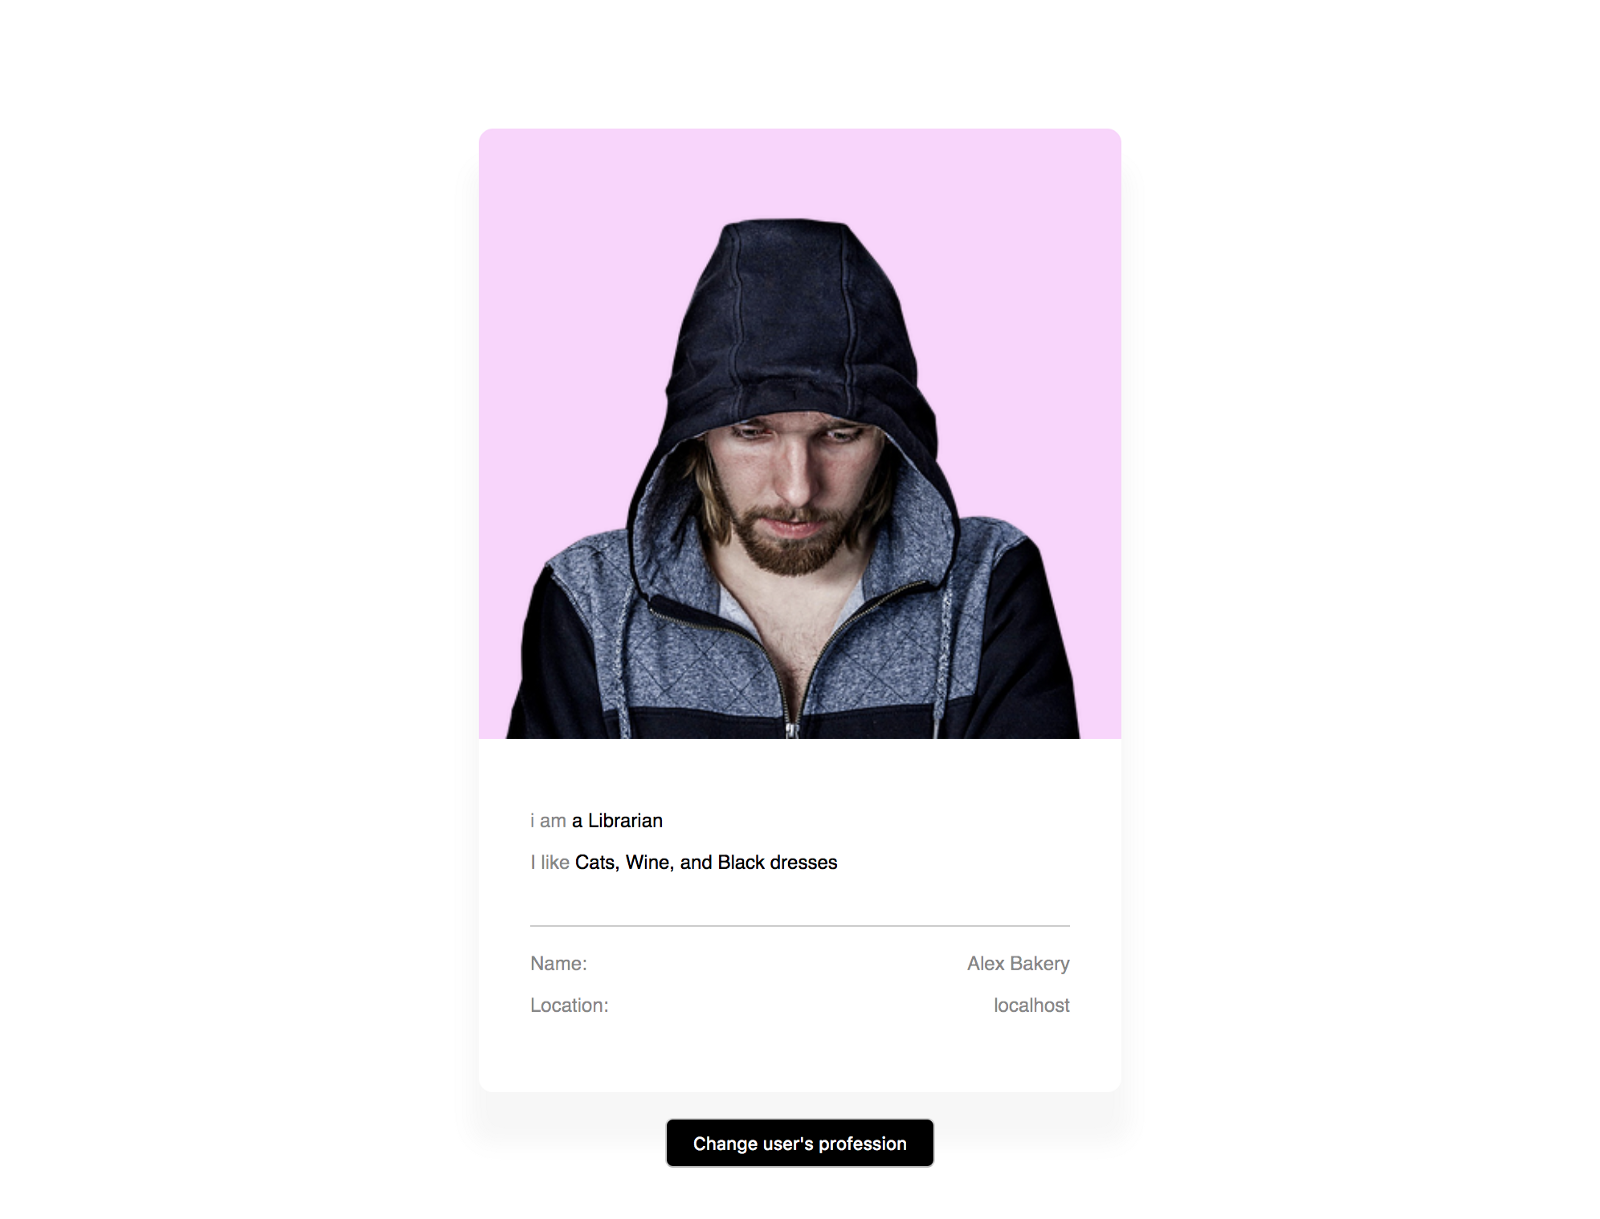 i am a Librarian
I like Cats, Wine, and Black dresses
Name: Alex Bakery
Location: localhost
Change user's profession